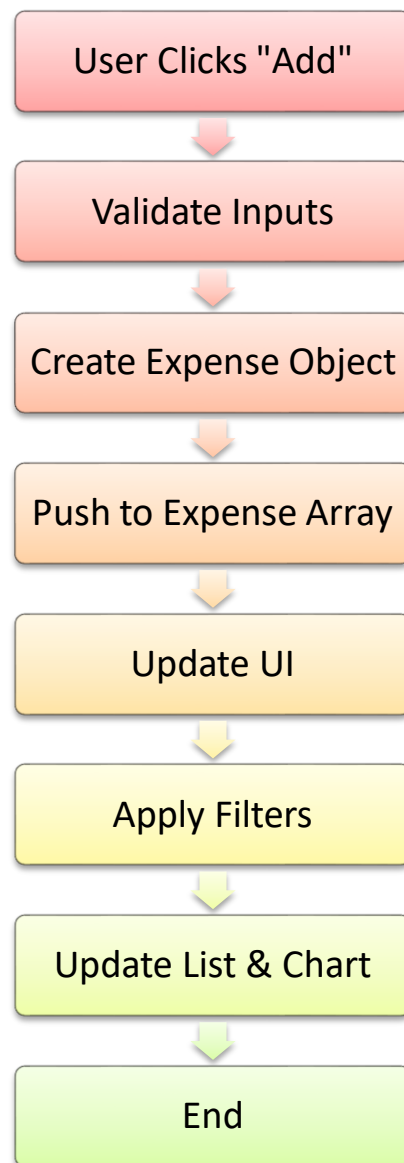 User Clicks "Add"
Validate Inputs
Create Expense Object
Push to Expense Array
Update UI
Apply Filters
Update List & Chart
End